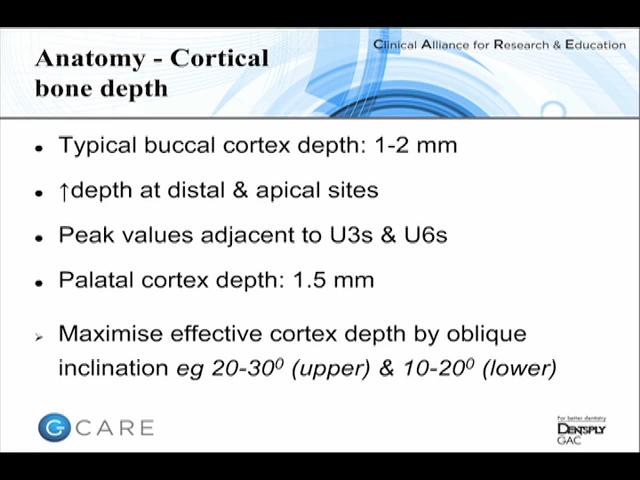 Clinical Alliance for Research & Education
Anatomy - Cortical
bone depth
• Typical buccal cortex depth: 1-2 mm
• ↑depth at distal & apical sites
• Peak values adjacent to U3s & U6s
• Palatal cortex depth: 1.5 mm
➢ Maximise effective cortex depth by oblique
inclination eg 20-30⁰ (upper) & 10-20⁰ (lower)
G CARE
For better dentistry
DENTSPLY
GAC